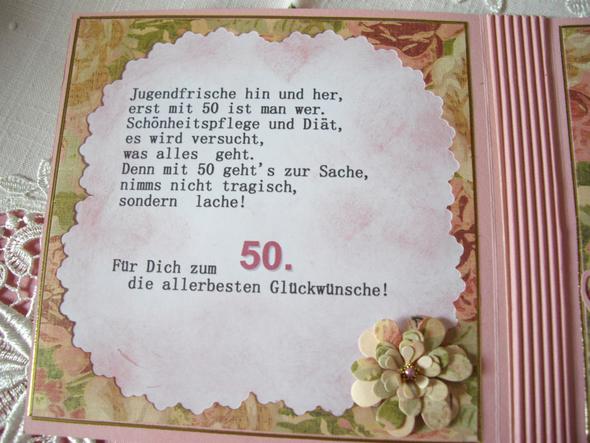 Jugendfrische hin und her,
erst mit 50 ist man wer.
Schönheitspflege und Diät,
es wird versucht,
was alles geht.
Denn mit 50 geht's zur Sache,
nimms nicht tragisch,
sondern lache!
Für Dich zum 50.
die allerbesten Glückwünsche!